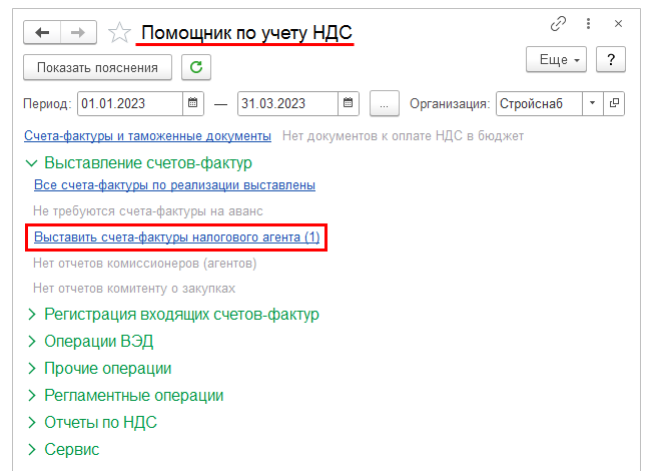 Помощник по учету НДС
Показать пояснения
Еще
?
Период: 01.01.2023 — 31.03.2023 ... Организация: Стройснаб
Счета-фактуры и таможенные документы Нет документов к оплате НДС в бюджет
Выставление счетов-фактур
Все счета-фактуры по реализации выставлены
Не требуются счета-фактуры на аванс
Выставить счета-фактуры налогового агента (1)
Нет отчетов комиссионеров (агентов)
Нет отчетов комитенту о закупках
Регистрация входящих счетов-фактур
Операции ВЭД
Прочие операции
Регламентные операции
Отчеты по НДС
Сервис